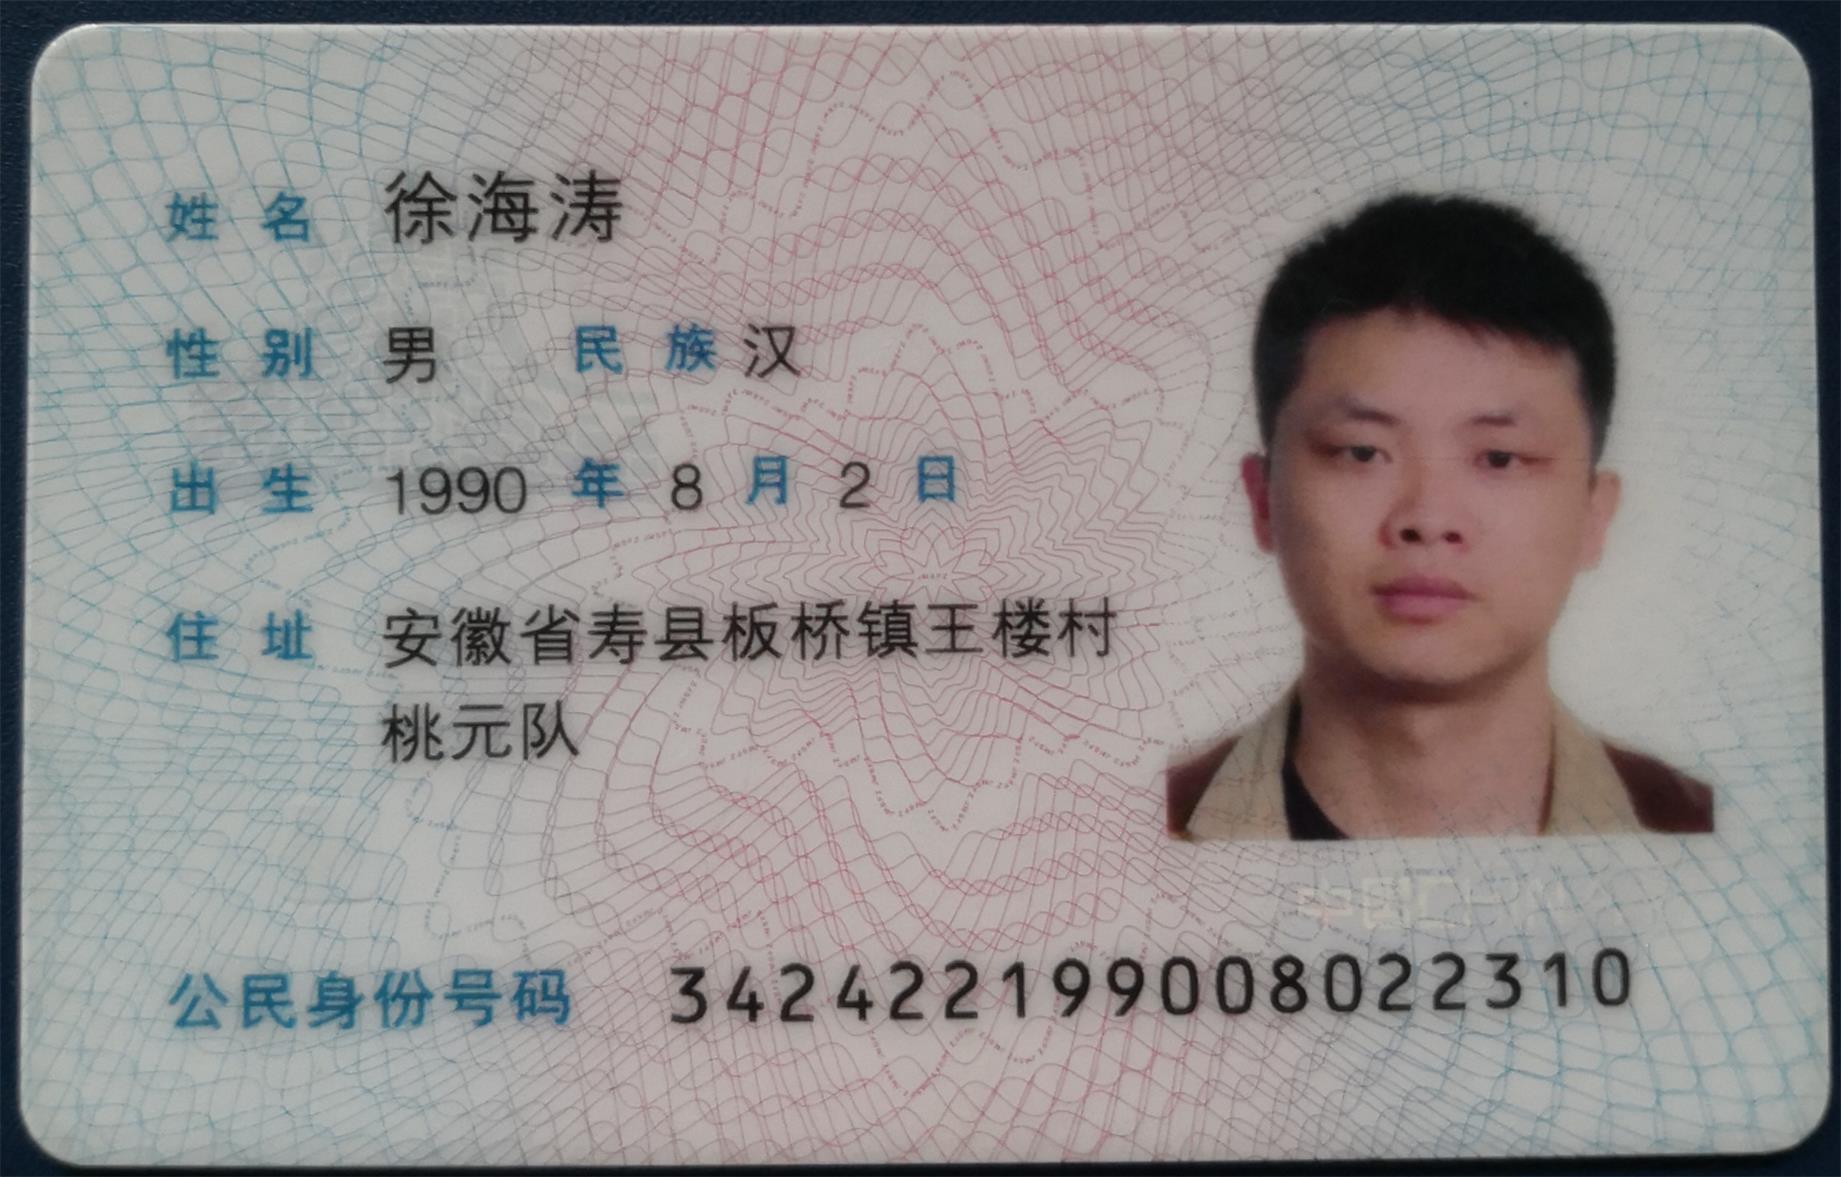 姓名 徐海涛
性别 男 民族 汉
出生 1990 年 8 月 2 日
住址 安徽省寿县板桥镇王楼村
桃元队
公民身份号码 342422199008022310